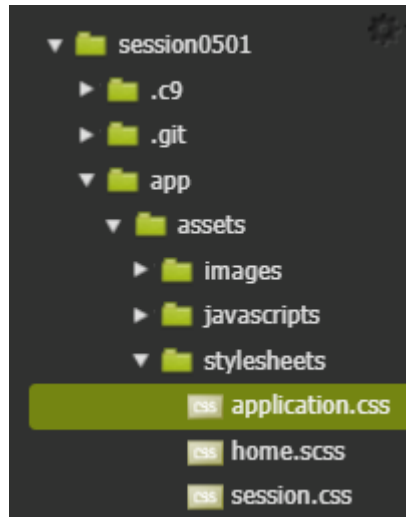 session0501
.c9
.git
app
assets
images
javascripts
stylesheets
css application.css
css home.scss
css session.css